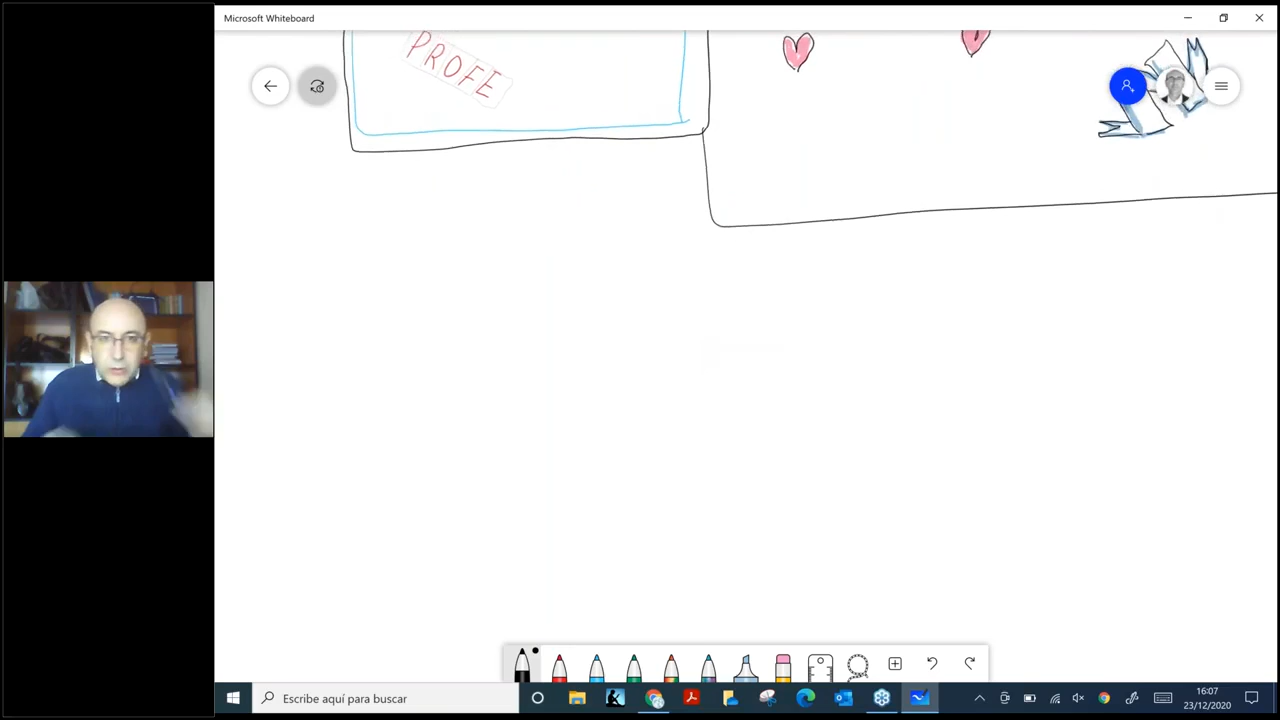 Microsoft Whiteboard
PROFE
Escribe aquí para buscar
16:07
23/12/2020